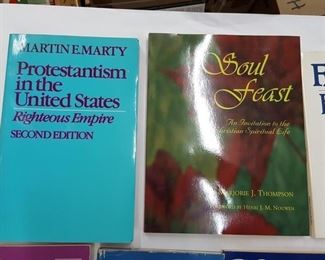 MARTIN E. MARTY
Protestantism
in the
United States
Righteous Empire
SECOND EDITION
Soul
Feast
An Invitation to the
Christian Spiritual Life
MARJORIE J. THOMPSON
FOREWORD BY HENRI J. M. NOUWEN